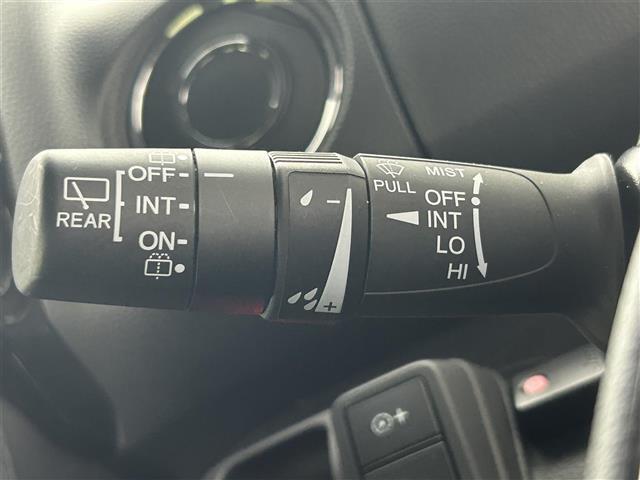 REAR
OFF
INT
ON
PULL
MIST
OFF
INT
LO
HI